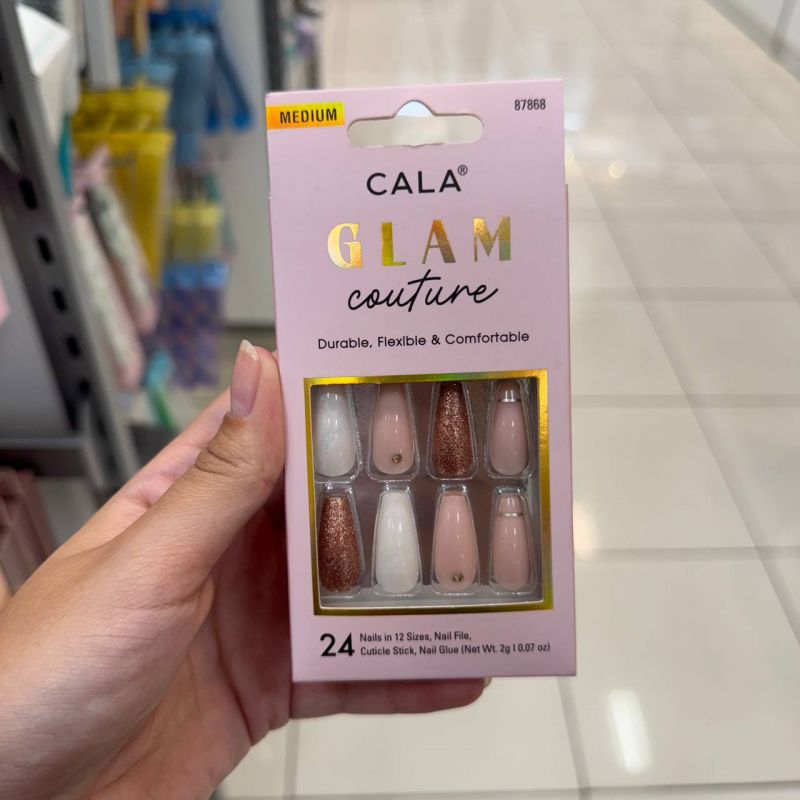 MEDIUM
87868
CALA®
GLAM
couture
Durable, Flexible & Comfortable
24
Nails in 12 Sizes, Nail File,
Cuticle Stick, Nail Glue (Net Wt. 2g | 0.07 oz)